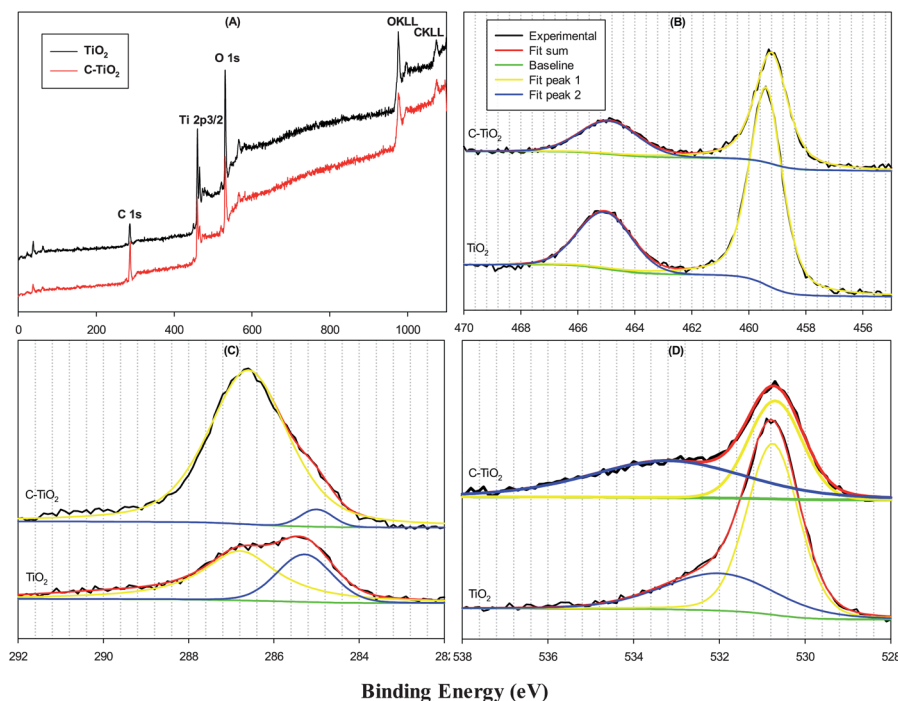 (A)
OKLL
CKLL
TiO2
C-TiO2
O 1s
Ti 2p3/2
C 1s
0 200 400 600 800 1000
(B)
Experimental
Fit sum
Baseline
Fit peak 1
Fit peak 2
C-TiO2
TiO2
470 468 466 464 462 460 458 456
(C)
C-TiO2
TiO2
292 290 288 286 284 282
(D)
C-TiO2
TiO2
538 536 534 532 530 528
Binding Energy (eV)